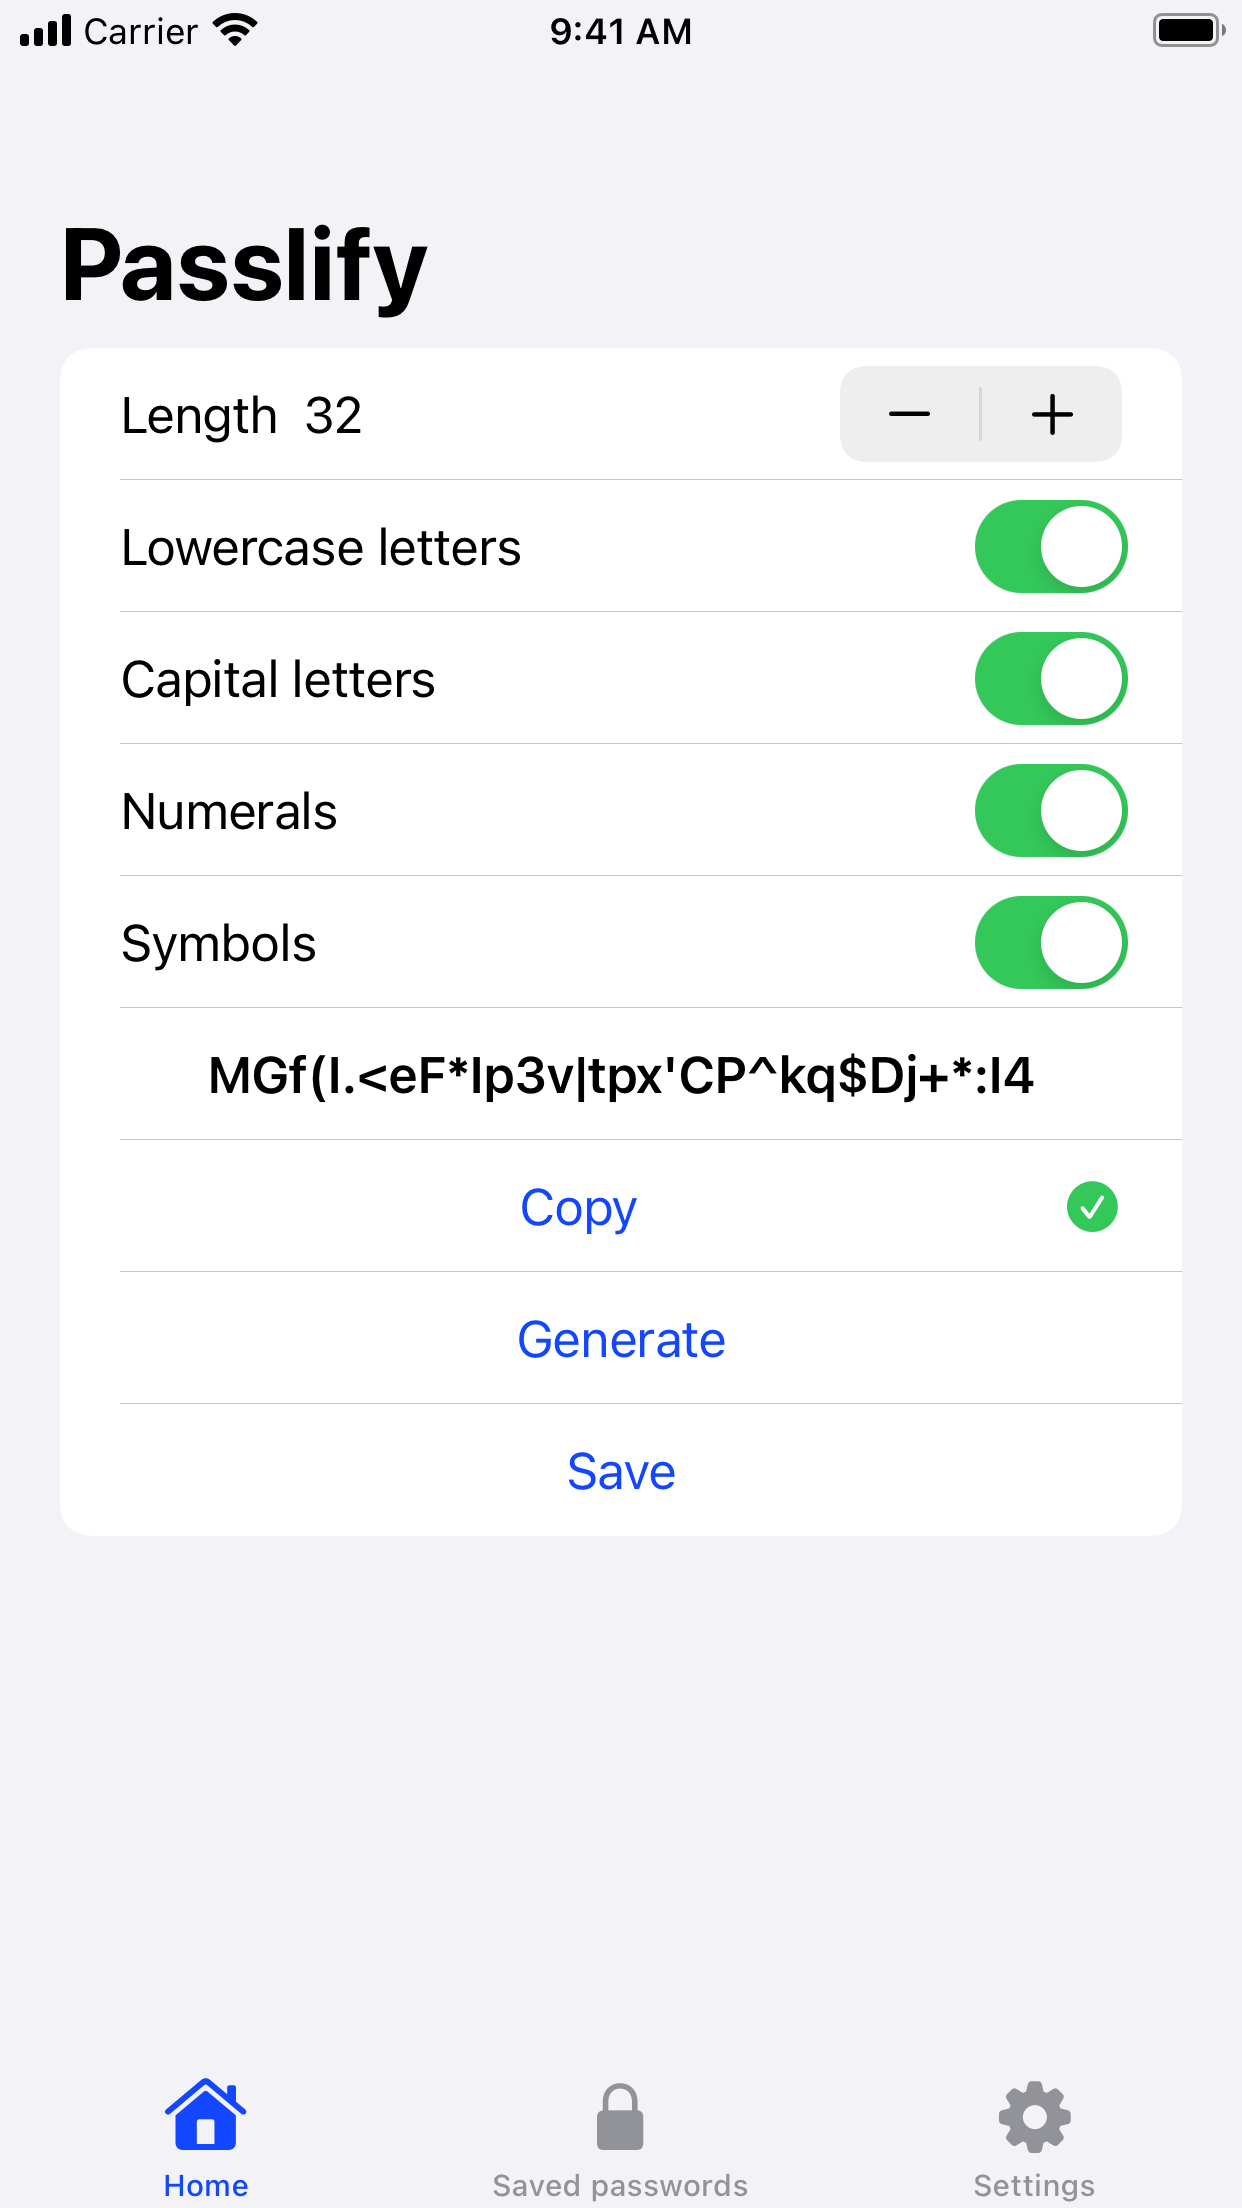 Carrier
9:41 AM
Passlify
Length 32
Lowercase letters
Capital letters
Numerals
Symbols
MGf(I.<eF*Ip3v|tpx'CP^kq$Dj+*:I4
Copy
Generate
Save
Home
Saved passwords
Settings